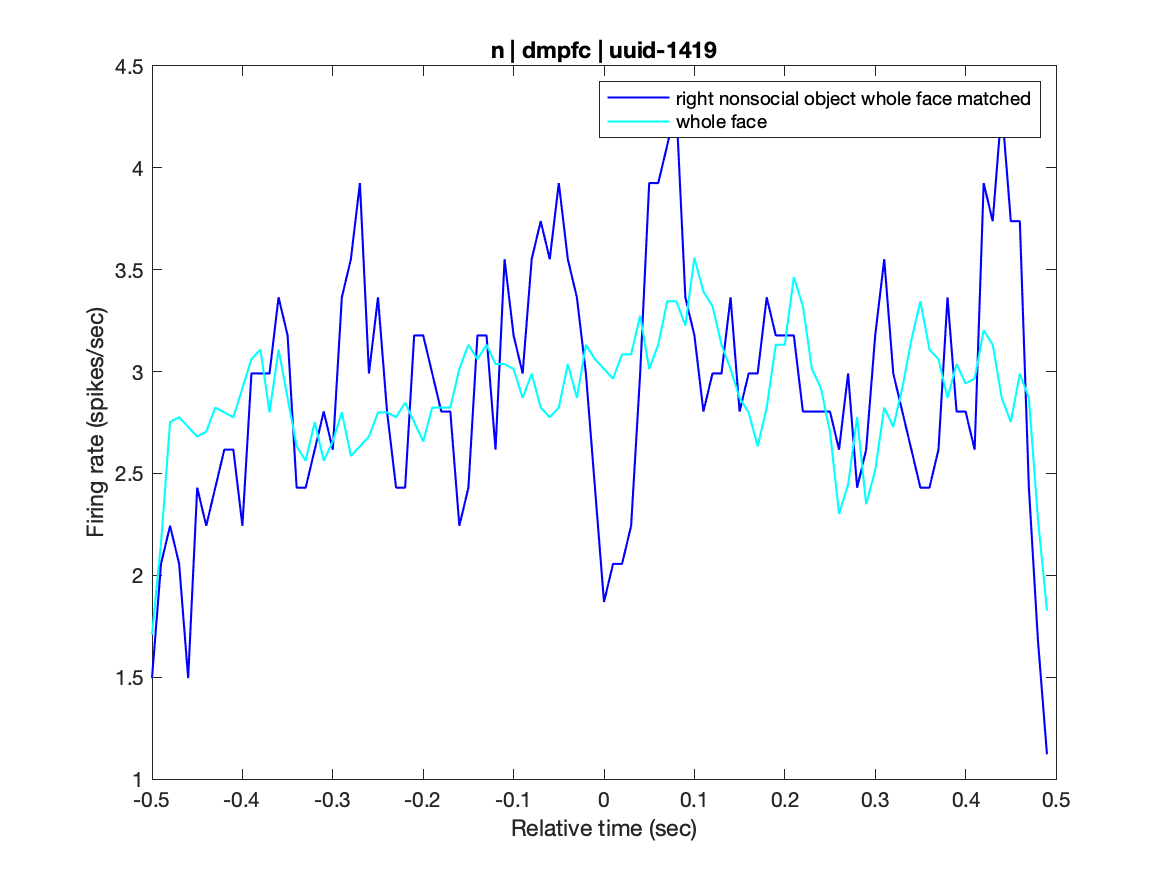 n | dmpfc | uuid-1419
4.5
4
3.5
3
2.5
2
1.5
1
Firing rate (spikes/sec)
right nonsocial object whole face matched
whole face
-0.5 -0.4 -0.3 -0.2 -0.1 0 0.1 0.2 0.3 0.4 0.5
Relative time (sec)